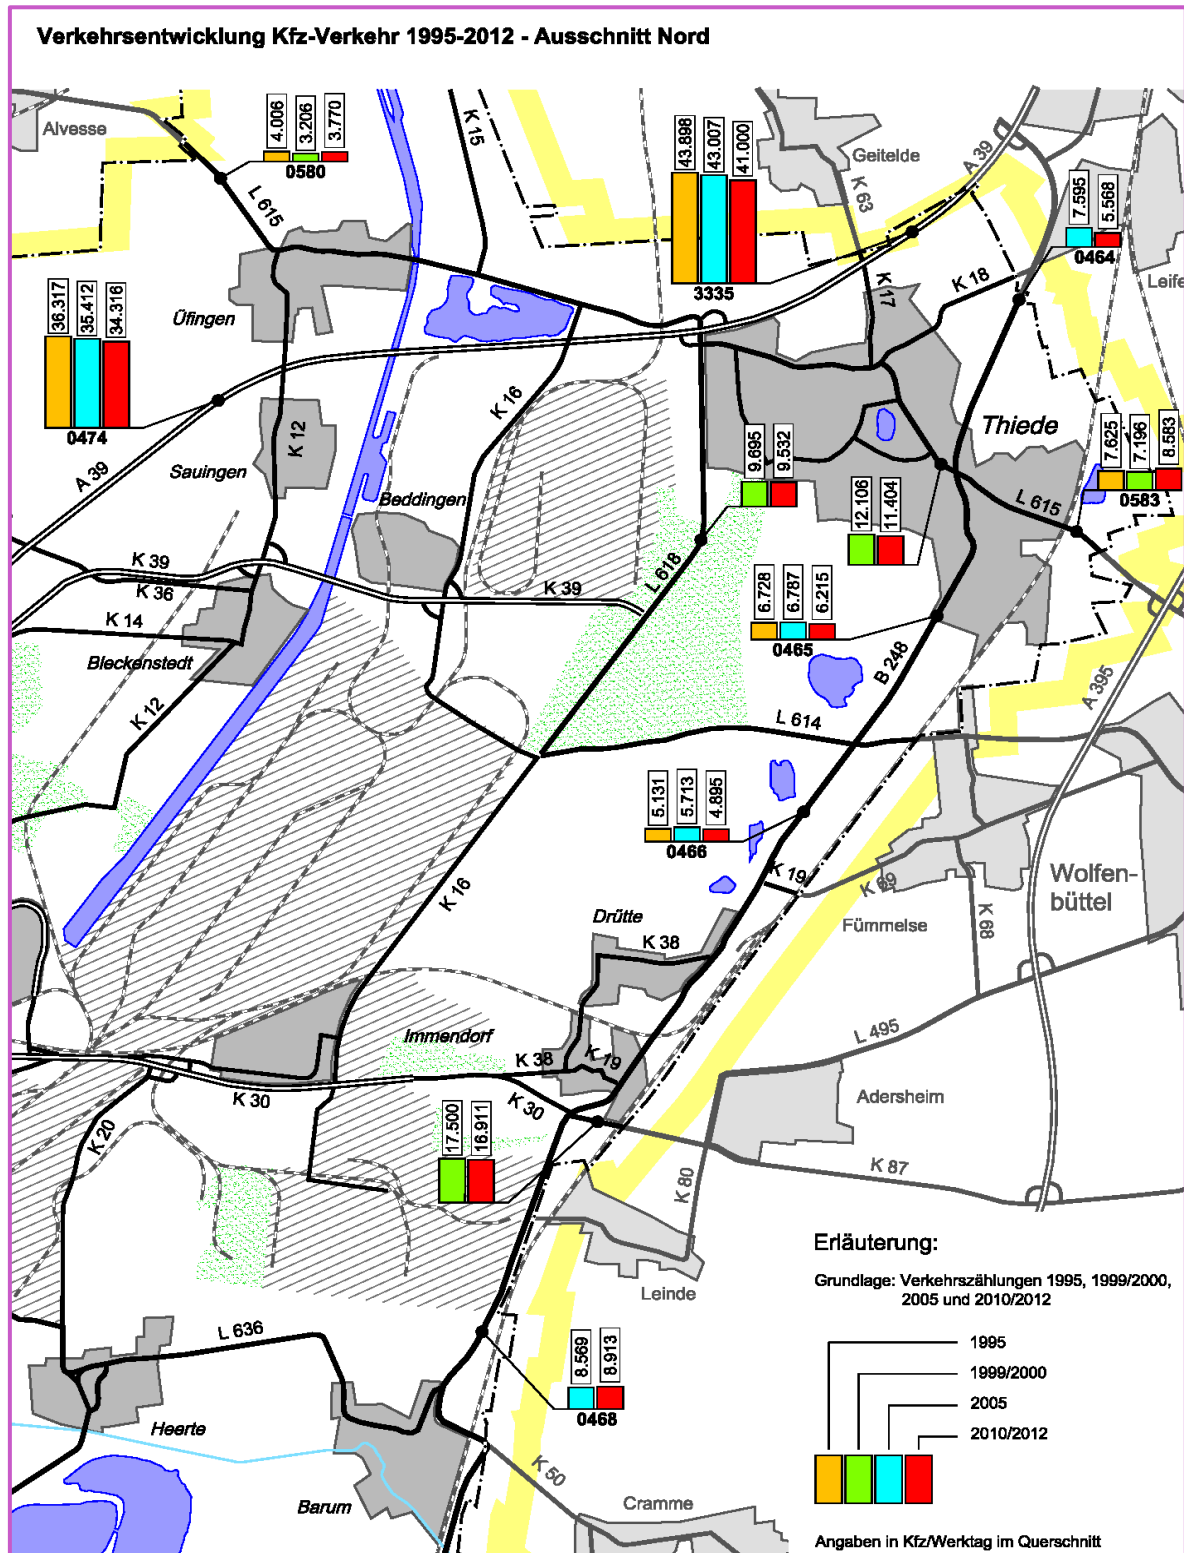 Verkehrsentwicklung Kfz-Verkehr 1995-2012 - Ausschnitt Nord
Alvesse
4.006
3.206
3.770
0580
K 15
43.898
43.007
41.000
3335
Geitelde
K 63
A 39
7.595
5.568
0464
Leife
L 615
K 17
K 18
36.317
35.412
34.316
0474
Üfingen
K 16
K 12
A 39
Sauingen
Beddingen
Thiede
9.695
9.532
12.106
11.404
7.625
7.196
8.583
0583
L 615
K 39
K 36
K 39
L 618
K 14
Bleckenstedt
6.728
6.787
6.215
0465
B 248
A 395
K 12
L 614
5.131
5.713
4.895
0466
K 16
K 19
K 69
Wolfen-
büttel
Drütte
Fümmelse
K 68
K 38
L 495
Immendorf
K 38
K 19
K 30
K 30
Adersheim
K 20
17.500
16.911
K 80
K 87
Leinde
L 636
8.569
8.913
0468
Heerte
Barum
K 50
Cramme
Erläuterung:
Grundlage: Verkehrszählungen 1995, 1999/2000,
2005 und 2010/2012
1995
1999/2000
2005
2010/2012
Angaben in Kfz/Werktag im Querschnitt